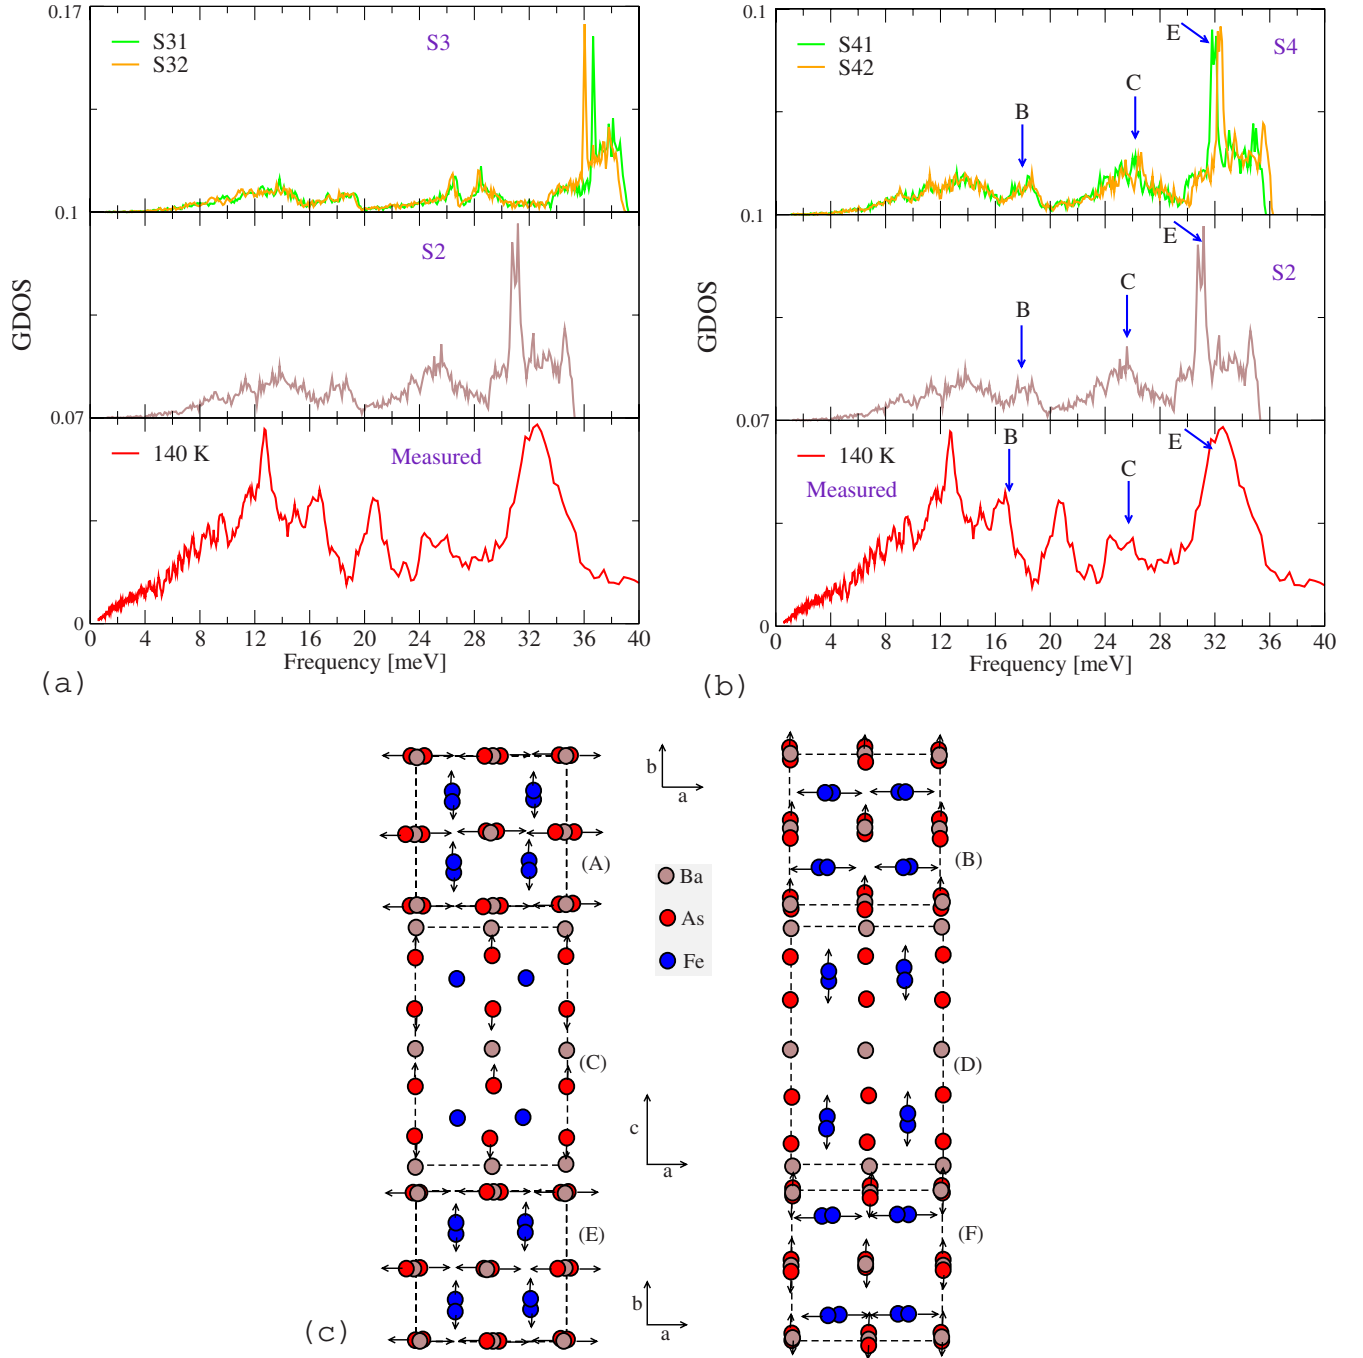 0.17
S31
S32
S3
0.1
S2
GDOS
0.07
140 K
Measured
0
0 4 8 12 16 20 24 28 32 36 40
Frequency [meV]
(a)
0.1
S41
S42
B
C
E
S4
0.1
B
C
E
S2
GDOS
0.07
140 K
Measured
B
C
E
0
0 4 8 12 16 20 24 28 32 36 40
Frequency [meV]
(b)
b
a
(A)
(B)
Ba
As
Fe
(C)
(D)
c
a
(E)
(F)
b
a
(c)